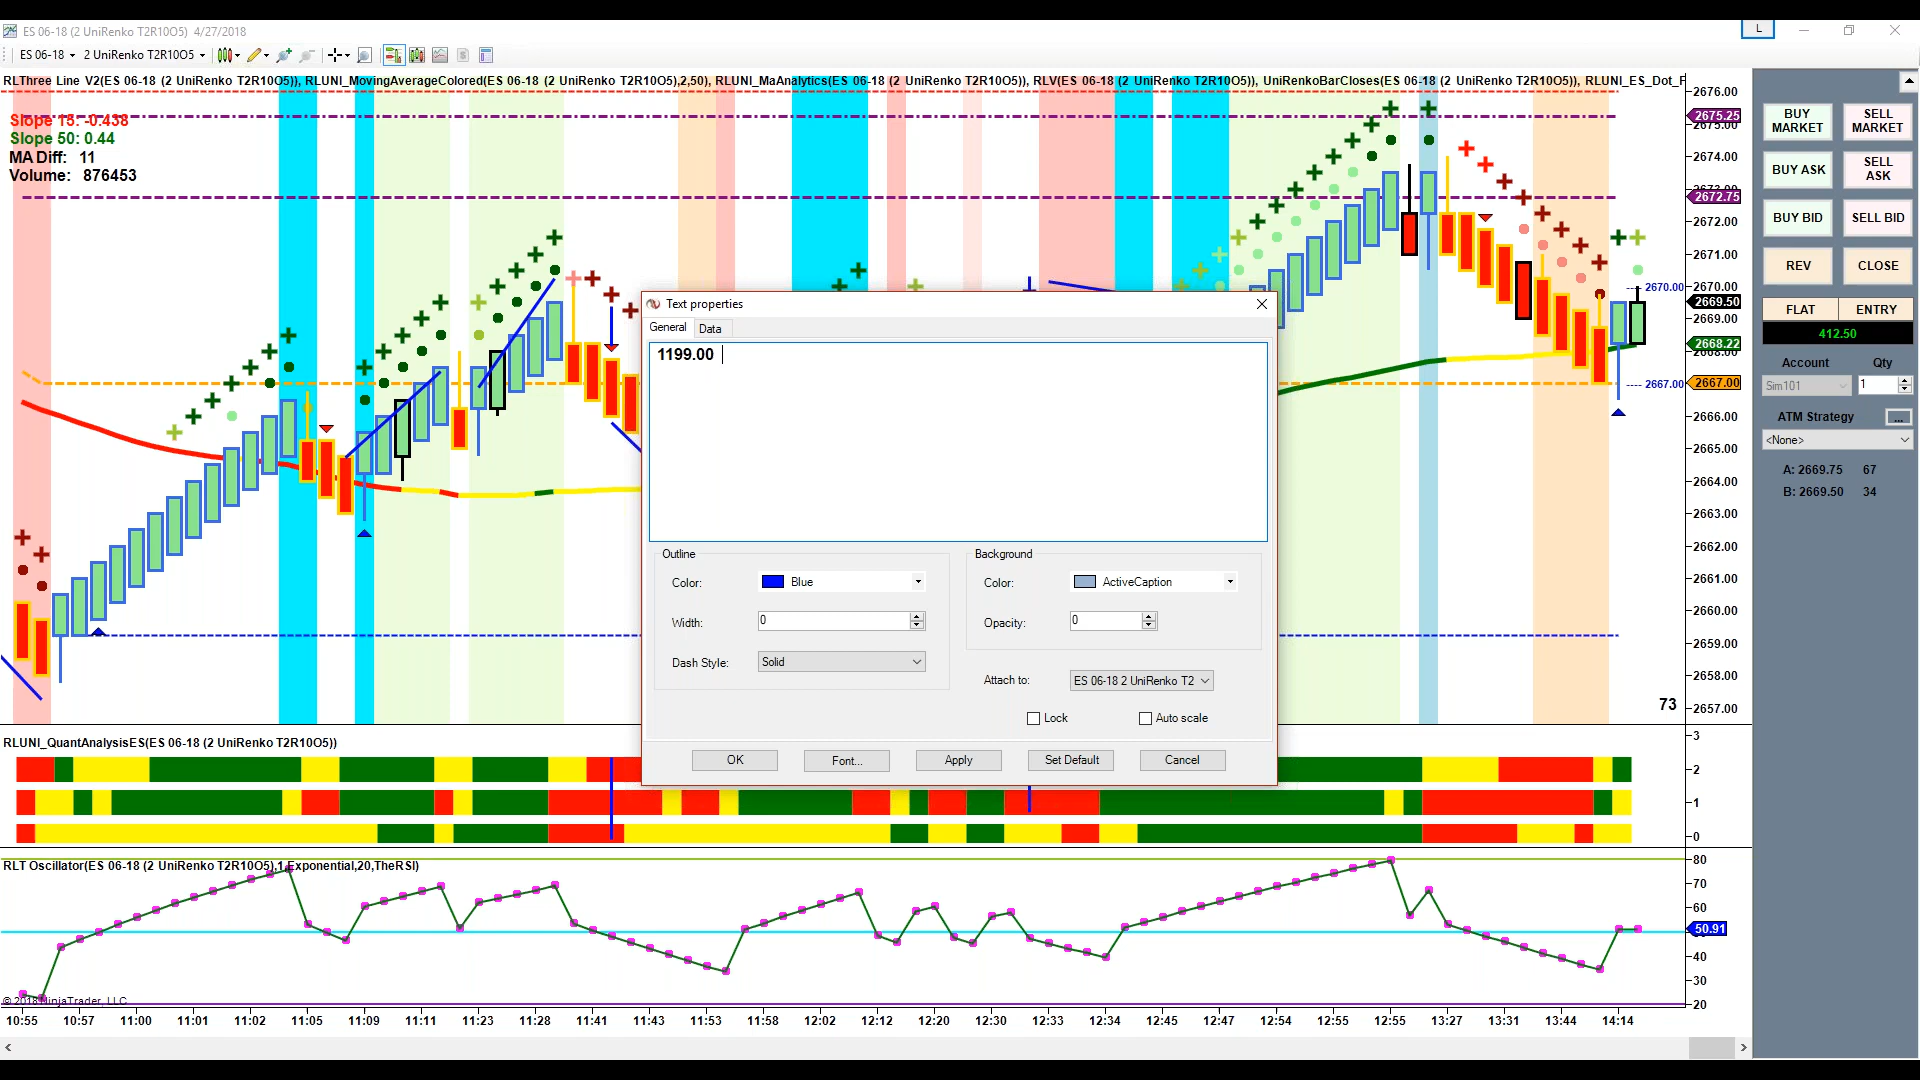 ES 06-18 (2 UniRenko T2R10O5)  4/27/2018
L
ES 06-18  2 UniRenko T2R10O5
RLThree Line V2(ES 06-18 (2 UniRenko T2R10O5)), RLUNI_MovingAverageColored(ES 06-18 (2 UniRenko T2R10O5),2,50), RLUNI_MaAnalytics(ES 06-18 (2 UniRenko T2R10O5)), RLV(ES 06-18 (2 UniRenko T2R10O5)), UniRenkoBarCloses(ES 06-18 (2 UniRenko T2R10O5)), RLUNI_ES_Dot_F
Slope 15: -0.438
Slope 50: 0.44
MA Diff: 11
Volume: 876453
2676.00
2675.25
2675.00
2674.00
2673.00
2672.75
2672.00
2671.00
2670.00
2670.00
2669.50
2669.00
2668.22
2668.00
2667.00
2667.00
2666.00
2665.00
2664.00
2663.00
2662.00
2661.00
2660.00
2659.00
2658.00
2657.00
73
Text properties
General
Data
1199.00
Outline
Color:
Blue
Width:
0
Dash Style:
Solid
Background
Color:
ActiveCaption
Opacity:
0
Attach to:
ES 06-18 2 UniRenko T2
Lock
Auto scale
OK
Font...
Apply
Set Default
Cancel
BUY MARKET
SELL MARKET
BUY ASK
SELL ASK
BUY BID
SELL BID
REV
CLOSE
FLAT
ENTRY
412.50
Account
Qty
Sim101
1
ATM Strategy
...
<None>
A: 2669.75 67
B: 2669.50 34
RLUNI_QuantAnalysisES(ES 06-18 (2 UniRenko T2R10O5))
3
2
1
0
RLT Oscillator(ES 06-18 (2 UniRenko T2R10O5),1,Exponential,20,TheRSI)
80
70
60
50.91
40
30
20
© 2018 NinjaTrader, LLC
10:55 10:57 11:00 11:01 11:02 11:05 11:09 11:11 11:23 11:28 11:41 11:43 11:53 11:58 12:02 12:12 12:20 12:30 12:33 12:34 12:45 12:47 12:54 12:55 12:55 13:27 13:31 13:44 14:14